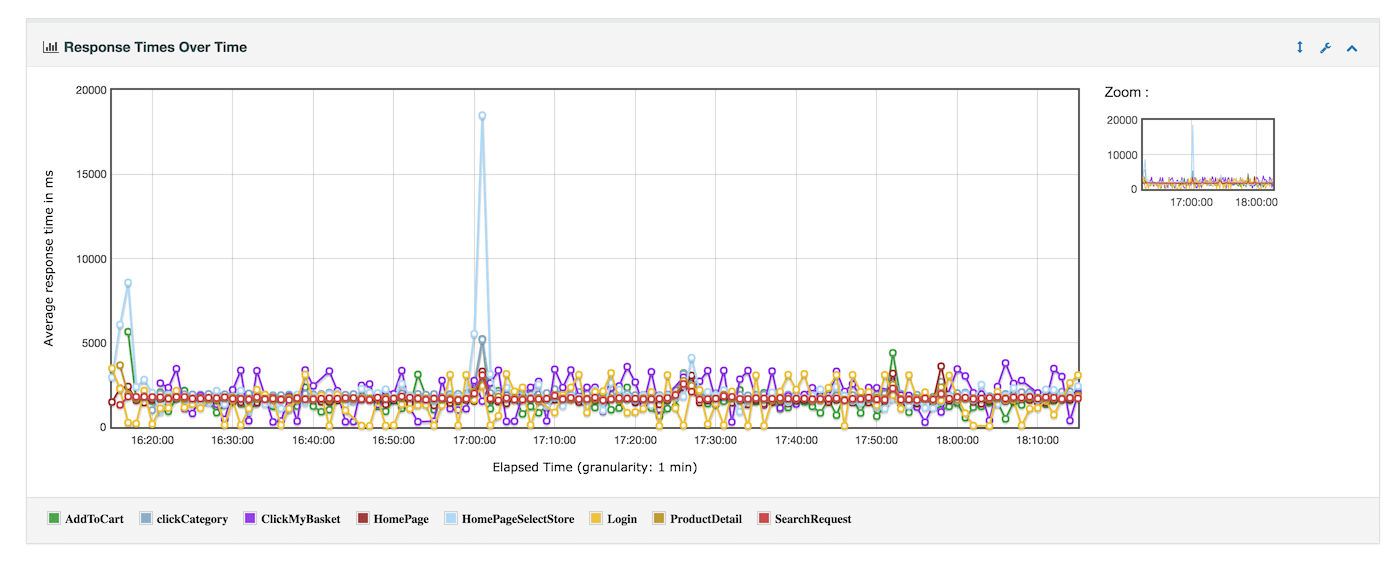 Response Times Over Time
Zoom :
20000
15000
10000
5000
0
Average response time in ms
16:20:00 16:30:00 16:40:00 16:50:00 17:00:00 17:10:00 17:20:00 17:30:00 17:40:00 17:50:00 18:00:00 18:10:00
Elapsed Time (granularity: 1 min)
20000
10000
0
17:00:00 18:00:00
AddToCart clickCategory ClickMyBasket HomePage HomePageSelectStore Login ProductDetail SearchRequest